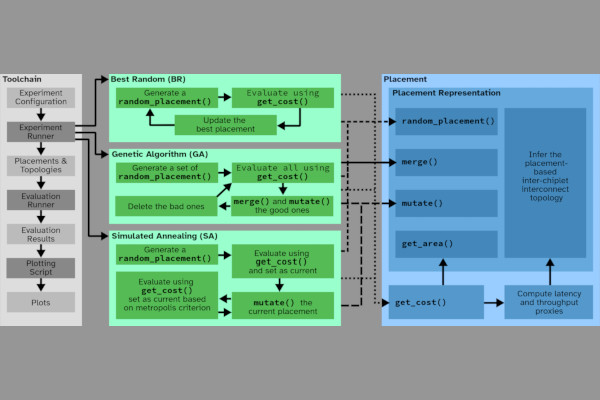 Toolchain
Experiment
Configuration
Experiment
Runner
Placements &
Topologies
Evaluation
Runner
Evaluation
Results
Plotting
Script
Plots
Best Random (BR)
Generate a
random_placement()
Evaluate using
get_cost()
Update the
best placement
Genetic Algorithm (GA)
Generate a set of
random_placement()
Evaluate all using
get_cost()
Delete the bad ones
merge() and mutate()
the good ones
Simulated Annealing (SA)
Generate a
random_placement()
Evaluate using
get_cost()
and set as current
Evaluate using
get_cost()
set as current based
on metropolis criterion
mutate() the
current placement
Placement
Placement Representation
random_placement()
merge()
mutate()
get_area()
Infer the
placement-
based
inter-chiplet
interconnect
topology
get_cost()
Compute latency
and throughput
proxies